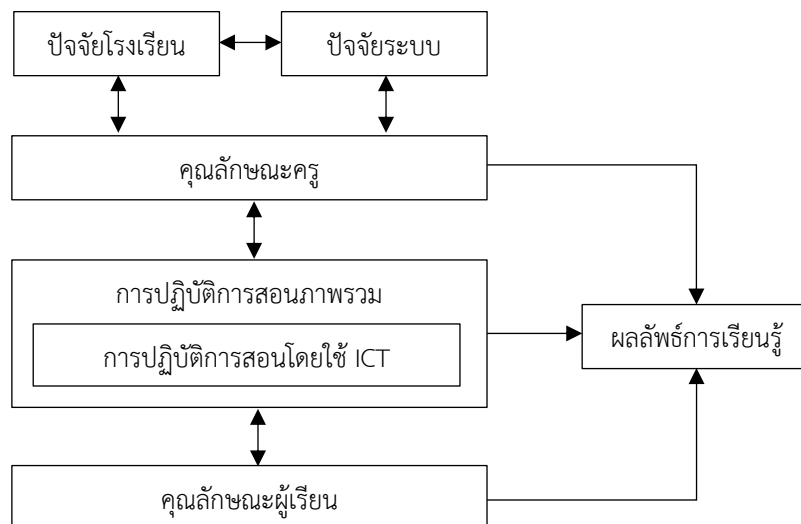 ปัจจัยโรงเรียน
ปัจจัยระบบ
คุณลักษณะครู
การปฏิบัติการสอนภาพรวม
การปฏิบัติการสอนโดยใช้ ICT
ผลลัพธ์การเรียนรู้
คุณลักษณะผู้เรียน